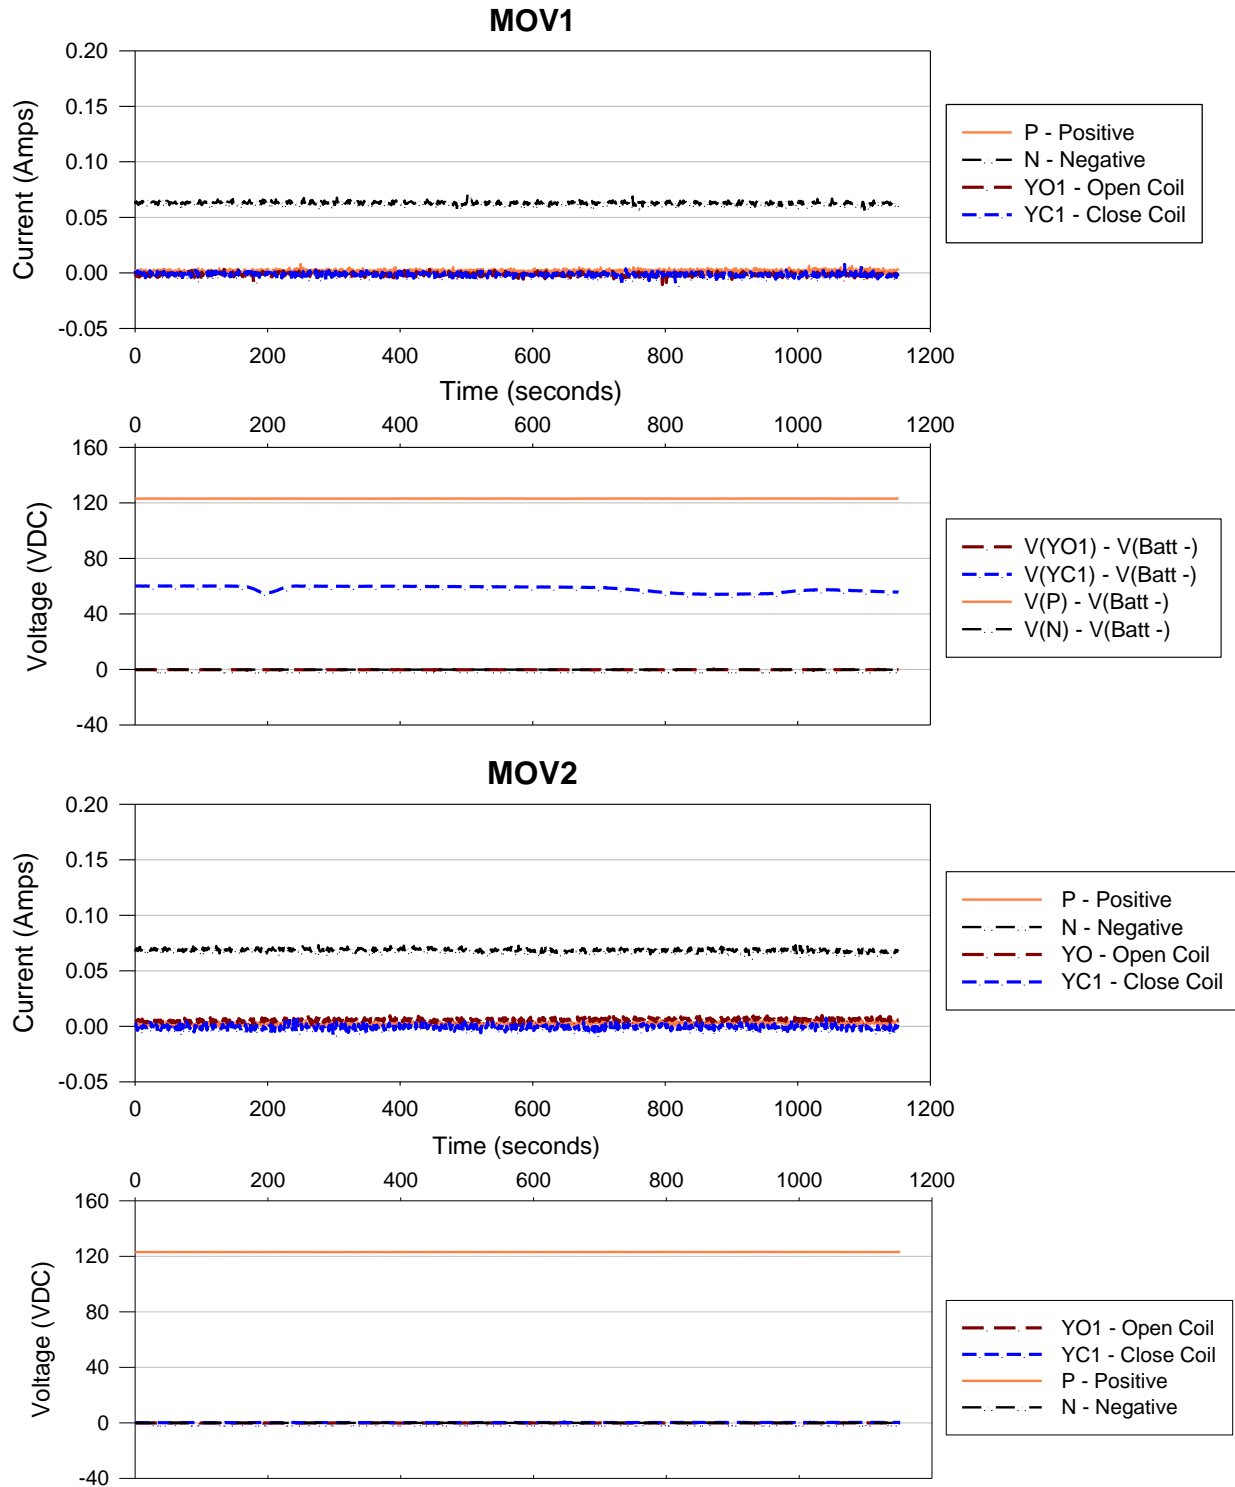 MOV1
0.20
0.15
0.10
0.05
0.00
-0.05
Current (Amps)
0 200 400 600 800 1000 1200
Time (seconds)
P - Positive
N - Negative
YO1 - Open Coil
YC1 - Close Coil
0 200 400 600 800 1000 1200
160
120
80
40
0
-40
Voltage (VDC)
V(YO1) - V(Batt -)
V(YC1) - V(Batt -)
V(P) - V(Batt -)
V(N) - V(Batt -)
MOV2
0.20
0.15
0.10
0.05
0.00
-0.05
Current (Amps)
0 200 400 600 800 1000 1200
Time (seconds)
P - Positive
N - Negative
YO - Open Coil
YC1 - Close Coil
0 200 400 600 800 1000 1200
160
120
80
40
0
-40
Voltage (VDC)
YO1 - Open Coil
YC1 - Close Coil
P - Positive
N - Negative